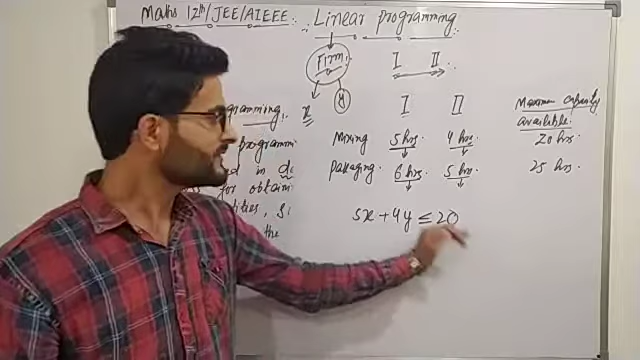 Maths 12th/JEE/AIEEE. Linear programming.
Firm. I II
x y I II Maximum capacity available.
Mixing 5 hrs. 4 hrs. 20 hrs.
Packaging. 6 hrs. 5 hrs. 25 hrs.
5x + 4y ≤ 20
programm
in
for obtain
the